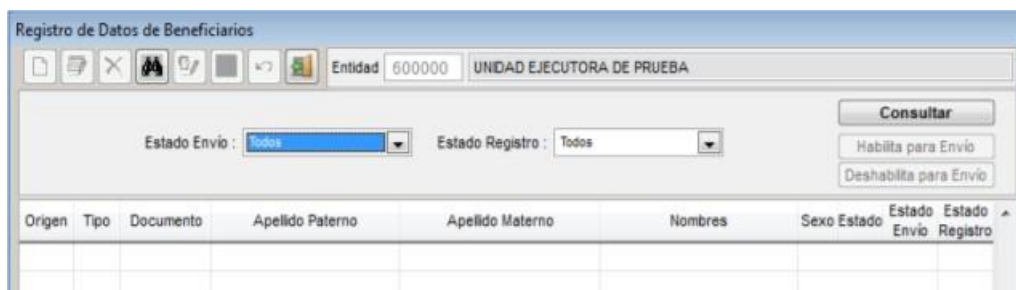 Registro de Datos de Beneficiarios
Entidad 600000 UNIDAD EJECUTORA DE PRUEBA
Consultar
Estado Envío : Todos Estado Registro : Todos
Habilita para Envío
Deshabilita para Envío
Origen Tipo Documento Apellido Paterno Apellido Materno Nombres Sexo Estado Estado Envío Estado Registro